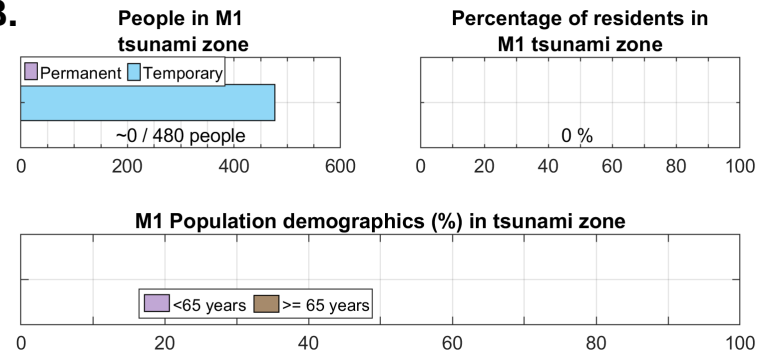 People in M1
tsunami zone
Permanent Temporary
~0 / 480 people
0 200 400 600
Percentage of residents in
M1 tsunami zone
0 %
0 20 40 60 80 100
M1 Population demographics (%) in tsunami zone
<65 years >= 65 years
0 20 40 60 80 100